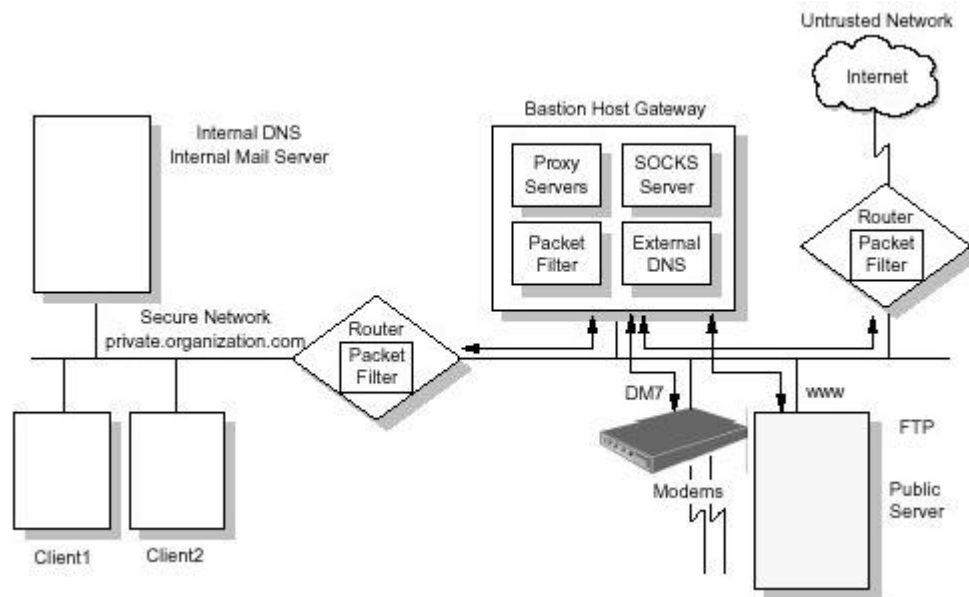 Untrusted Network
Internet
Bastion Host Gateway
Internal DNS
Internal Mail Server
Proxy
Servers
SOCKS
Server
Packet
Filter
External
DNS
Router
Packet
Filter
Secure Network
private.organization.com
Router
Packet
Filter
DM7
www
FTP
Modems
Public
Server
Client1
Client2